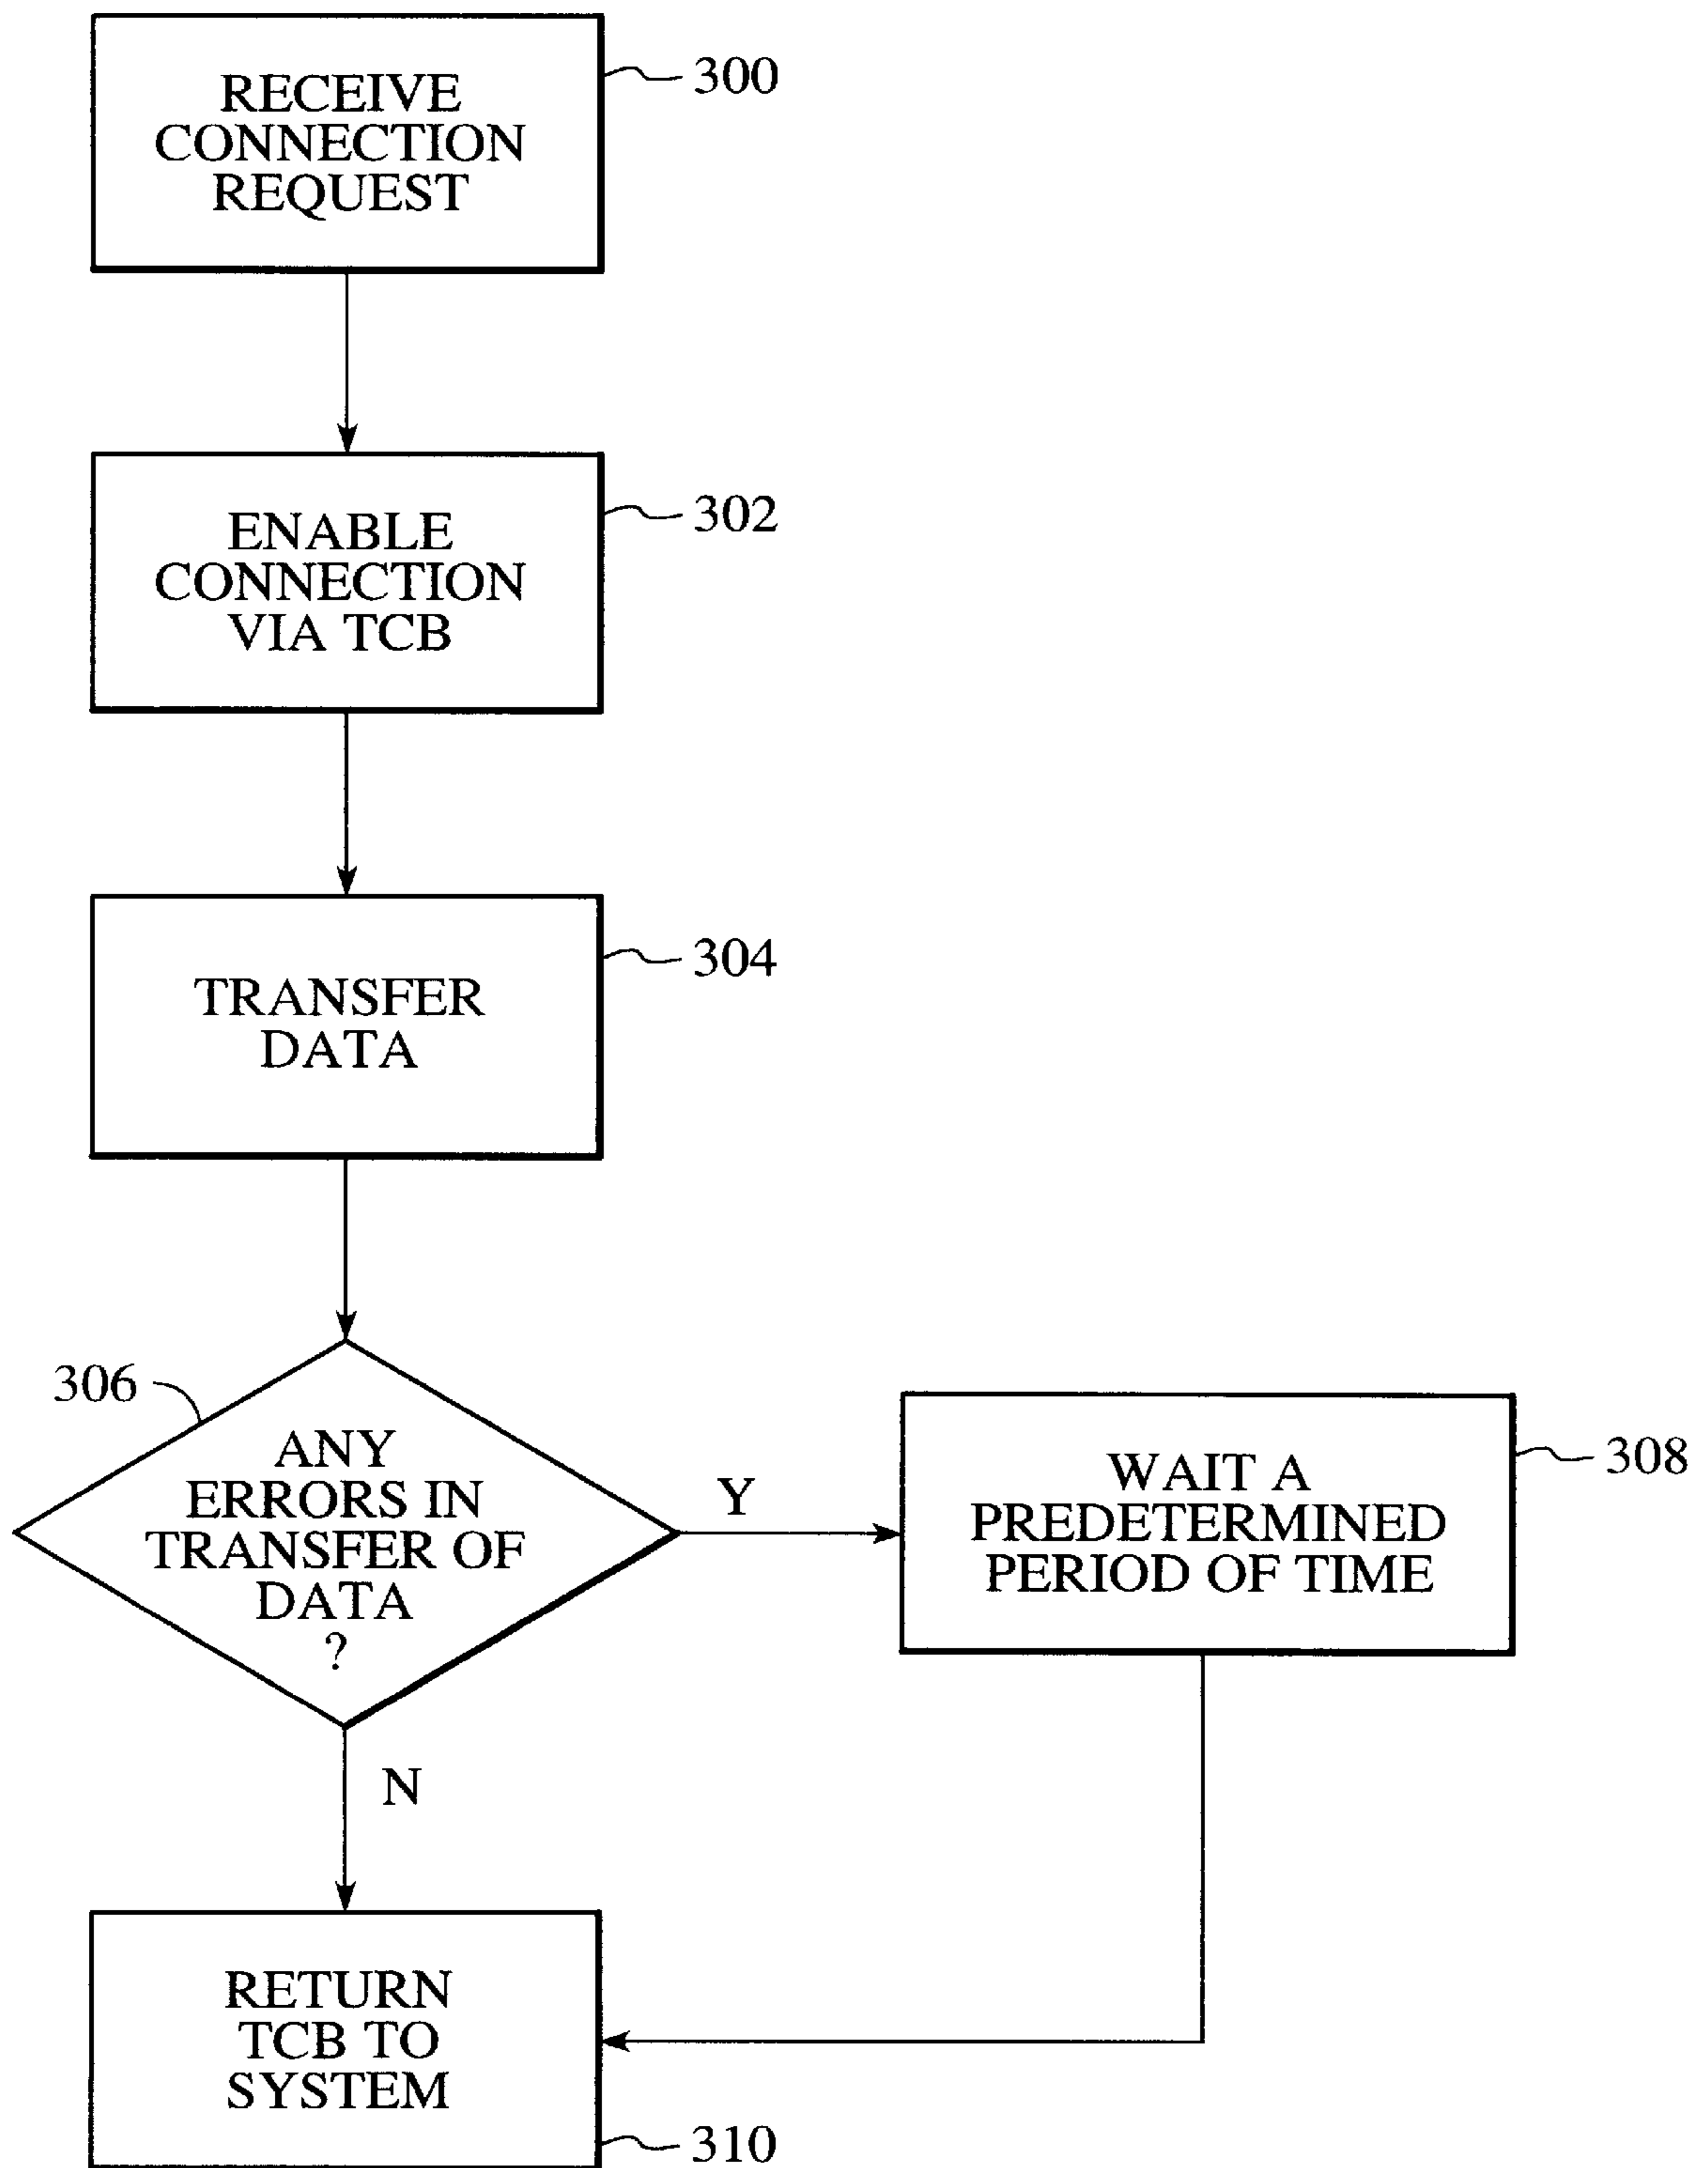 RECEIVE
CONNECTION
REQUEST
300
ENABLE
CONNECTION
VIA TCB
302
TRANSFER
DATA
304
306
ANY
ERRORS IN
TRANSFER OF
DATA
?
Y
N
WAIT A
PREDETERMINED
PERIOD OF TIME
308
RETURN
TCB TO
SYSTEM
310